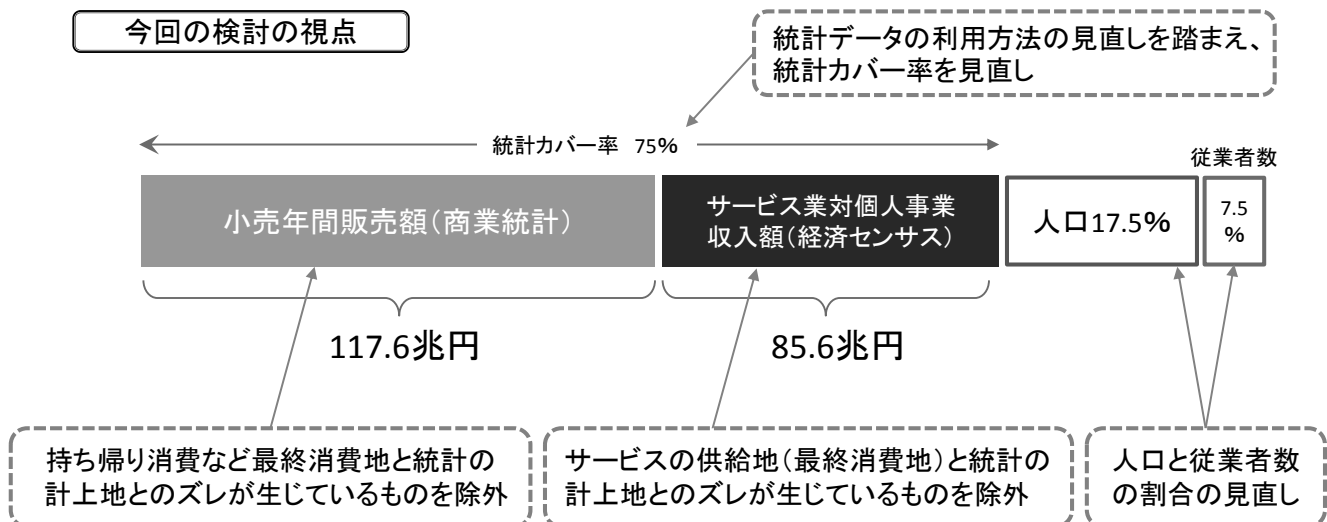 今回の検討の視点
統計データの利用方法の見直しを踏まえ、
統計カバー率を見直し
統計カバー率 75%
従業者数
小売年間販売額(商業統計)
サービス業対個人事業
収入額(経済センサス)
人口17.5%
7.5
%
117.6兆円
85.6兆円
持ち帰り消費など最終消費地と統計の
計上地とのズレが生じているものを除外
サービスの供給地(最終消費地)と統計の
計上地とのズレが生じているものを除外
人口と従業者数
の割合の見直し